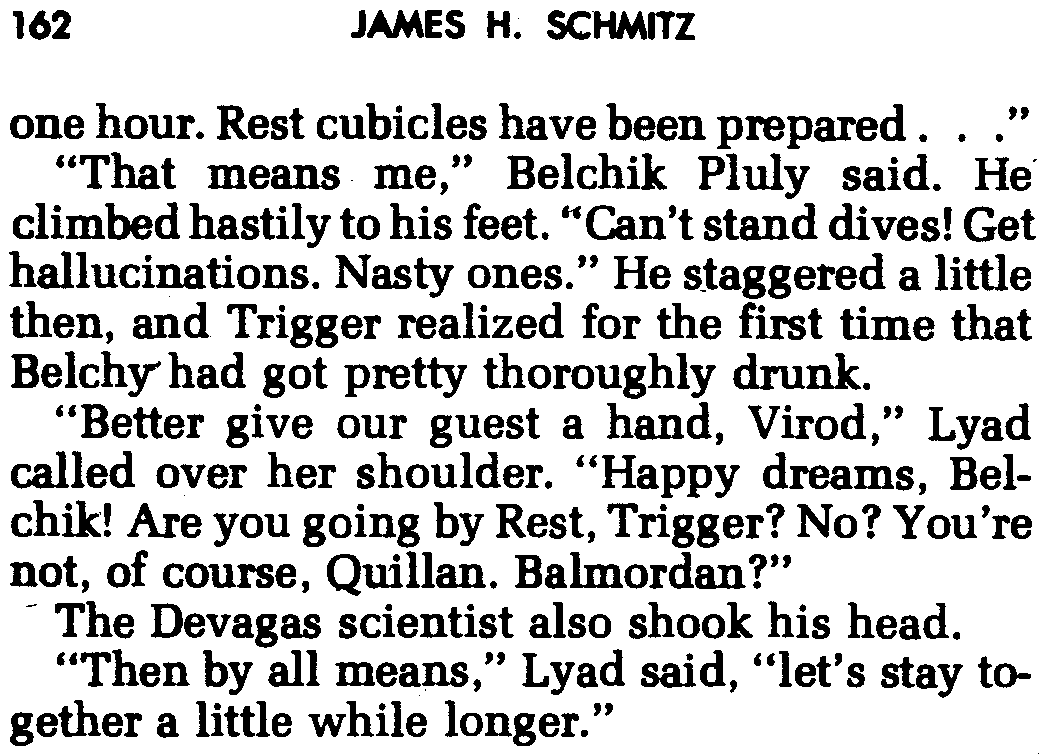 162 JAMES H. SCHMITZ
one hour. Rest cubicles have been prepared . . .”
“That means me,” Belchik Pluly said. He
climbed hastily to his feet. “Can't stand dives! Get
hallucinations. Nasty ones.” He staggered a little
then, and Trigger realized for the first time that
Belchy had got pretty thoroughly drunk.
“Better give our guest a hand, Virod,” Lyad
called over her shoulder. “Happy dreams, Bel-
chik! Are you going by Rest, Trigger? No? You're
not, of course, Quillan. Balmordan?”
The Devagas scientist also shook his head.
“Then by all means,” Lyad said, “let's stay to-
gether a little while longer.”